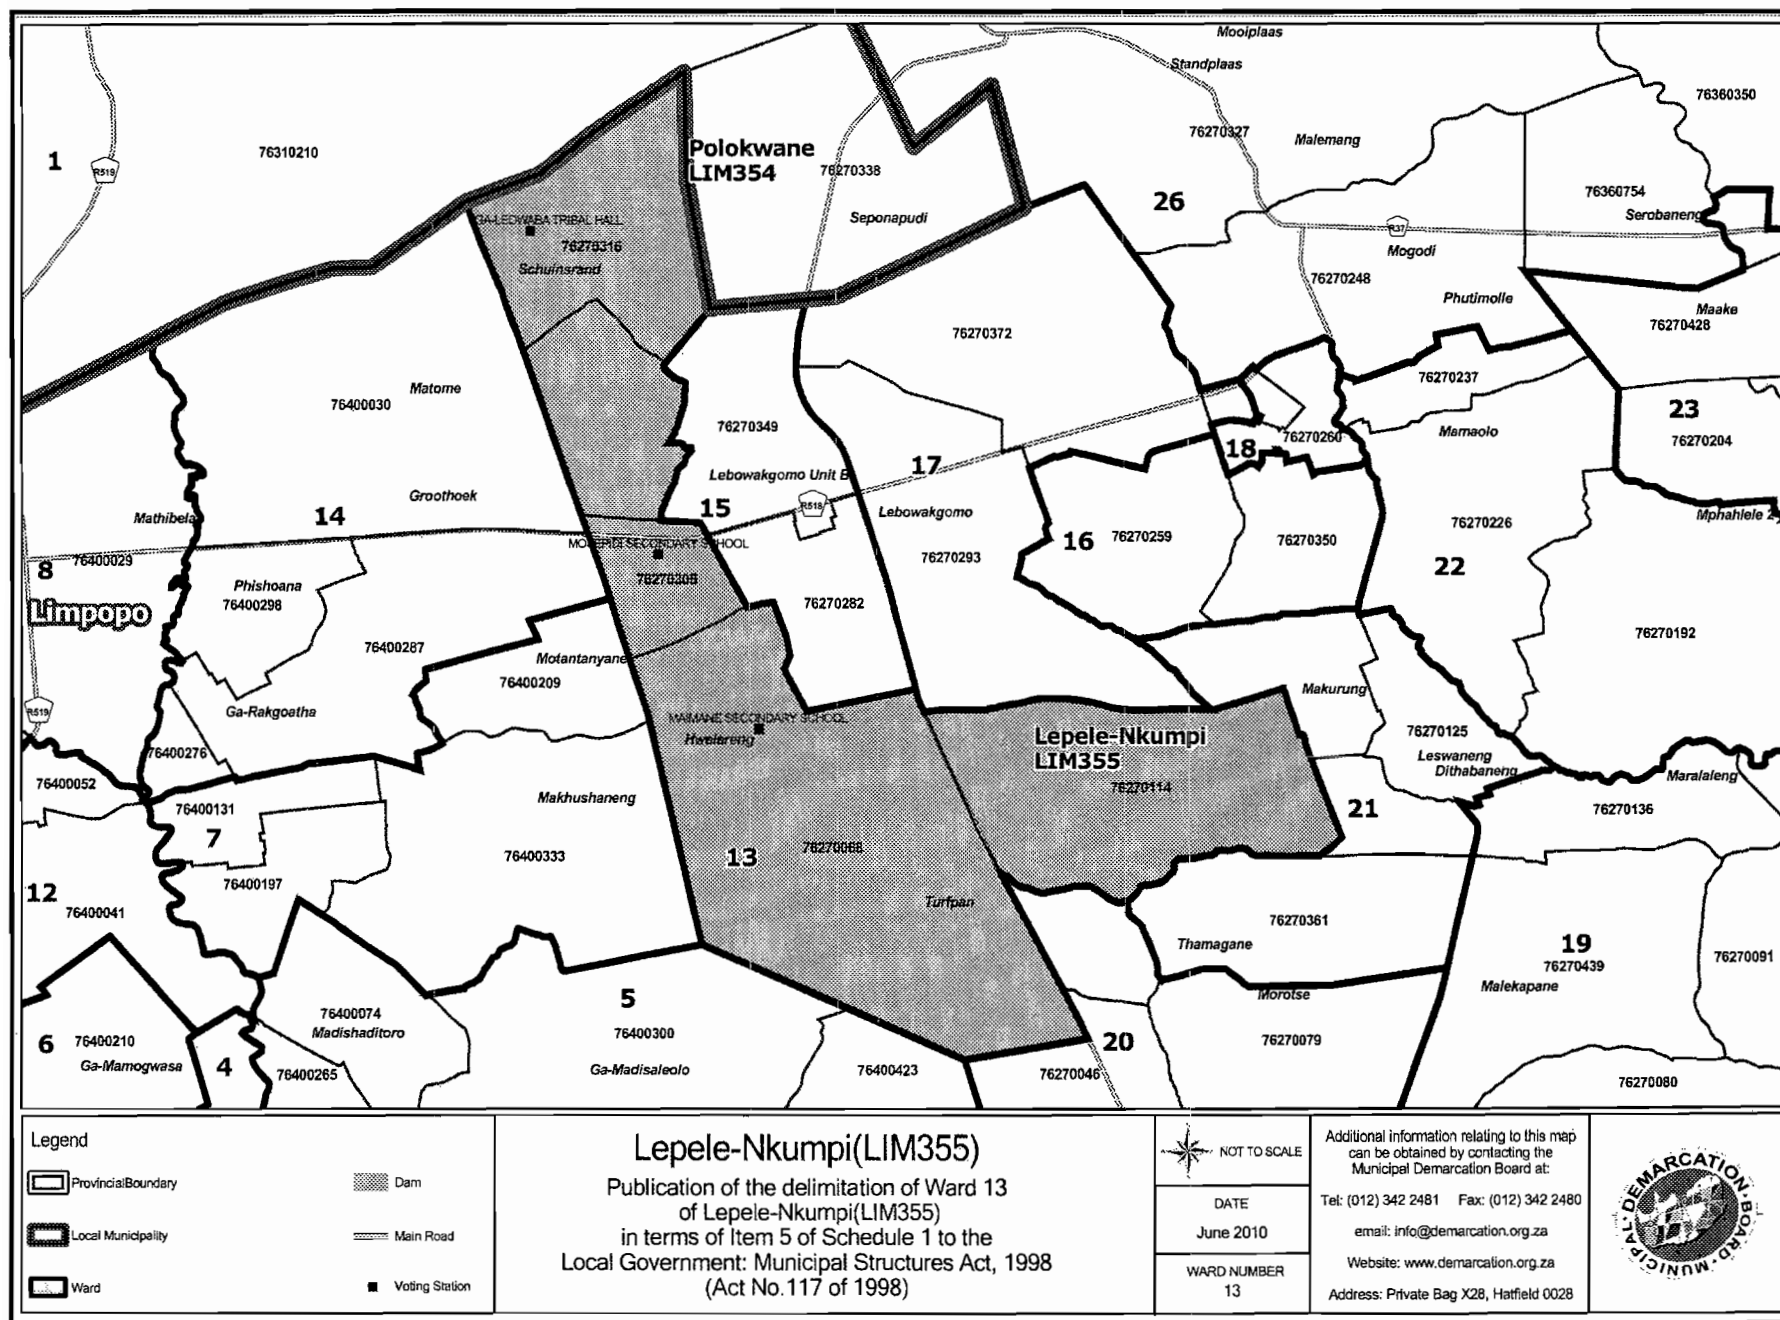 Mooiplaas
Standplaas
76360350
76270327
Malemang
1
R519
76310210
Polokwane
LIM354
76270338
26
76360754
Serobaneng
Seponapudi
R37
Mogodi
GA-LEDWABA TRIBAL HALL
76270316
Schuinsrand
76270248
Phutimolle
Maake
76270428
76270372
Matome
76400030
76270237
23
76270204
76270349
Mamaolo
76270260
18
17
Lebowakgomo Unit B
Groothoek
R518
15
Lebowakgomo
Mathibela
14
Mphahlele 2
76270226
16
76270259
76270350
76270293
8
76400029
22
Phishoana
76400298
Limpopo
76270282
76270192
76400287
Motantanyane
76400209
Makurung
R519
Ga-Rakgoatha
MAIMANE SECONDARY SCHOOL
Hwelereng
Lepele-Nkumpi
LIM355
76270114
76270125
Leswaneng
Dithabaneng
76400276
76400052
Maralaleng
Makhushaneng
76400131
7
21
76270136
13
76270068
76400333
76400197
12
76400041
Turfpan
76270361
Thamagane
19
76270439
Malekapane
76270091
5
76400300
Morotse
76400074
Madishaditoro
6
76400210
Ga-Mamogwasa
4
76400265
Ga-Madisaleolo
76400423
20
76270046
76270079
76270080
Legend
ProvincialBoundary
Local Municipality
Ward
Dam
Main Road
Voting Station
Lepele-Nkumpi(LIM355)
Publication of the delimitation of Ward 13
of Lepele-Nkumpi(LIM355)
in terms of Item 5 of Schedule 1 to the
Local Government: Municipal Structures Act, 1998
(Act No.117 of 1998)
NOT TO SCALE
DATE
June 2010
WARD NUMBER
13
Additional information relating to this map
can be obtained by contacting the
Municipal Demarcation Board at:
Tel: (012) 342 2481 Fax: (012) 342 2480
email: info@demarcation.org.za
Website: www.demarcation.org.za
Address: Private Bag X28, Hatfield 0028
MUNICIPAL DEMARCATION BOARD